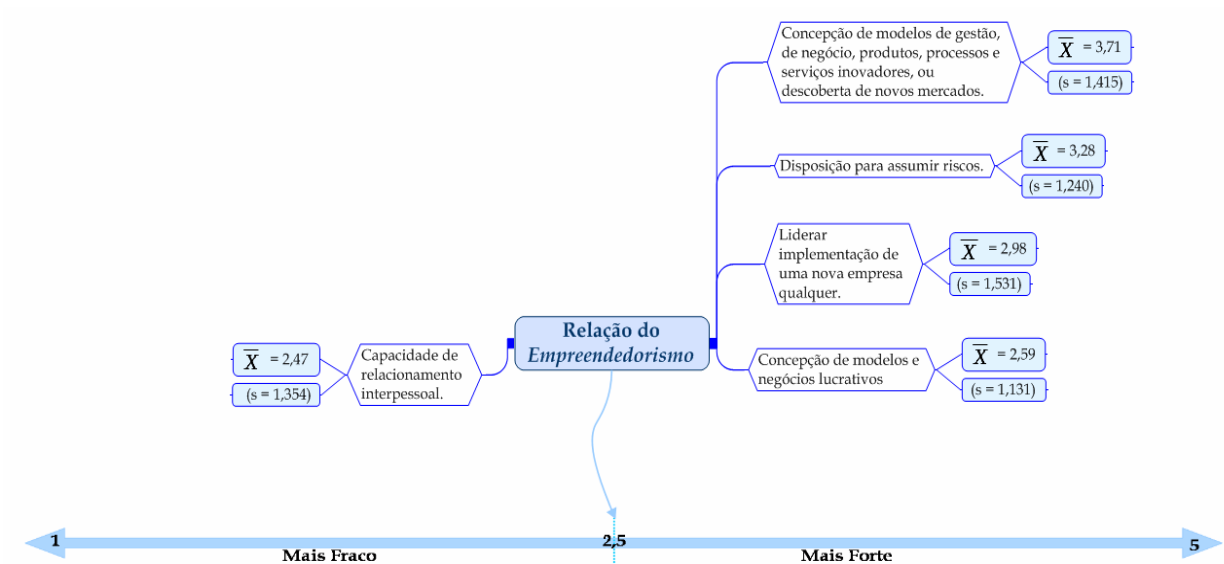 Concepção de modelos de gestão,
de negócio, produtos, processos e
serviços inovadores, ou
descoberta de novos mercados.
X̅ = 3,71
(s = 1,415)
Disposição para assumir riscos.
X̅ = 3,28
(s = 1,240)
Liderar
implementação de
uma nova empresa
qualquer.
X̅ = 2,98
(s = 1,531)
Relação do
Empreendedorismo
Capacidade de
relacionamento
interpessoal.
X̅ = 2,47
(s = 1,354)
Concepção de modelos e
negócios lucrativos
X̅ = 2,59
(s = 1,131)
1
2,5
5
Mais Fraco
Mais Forte